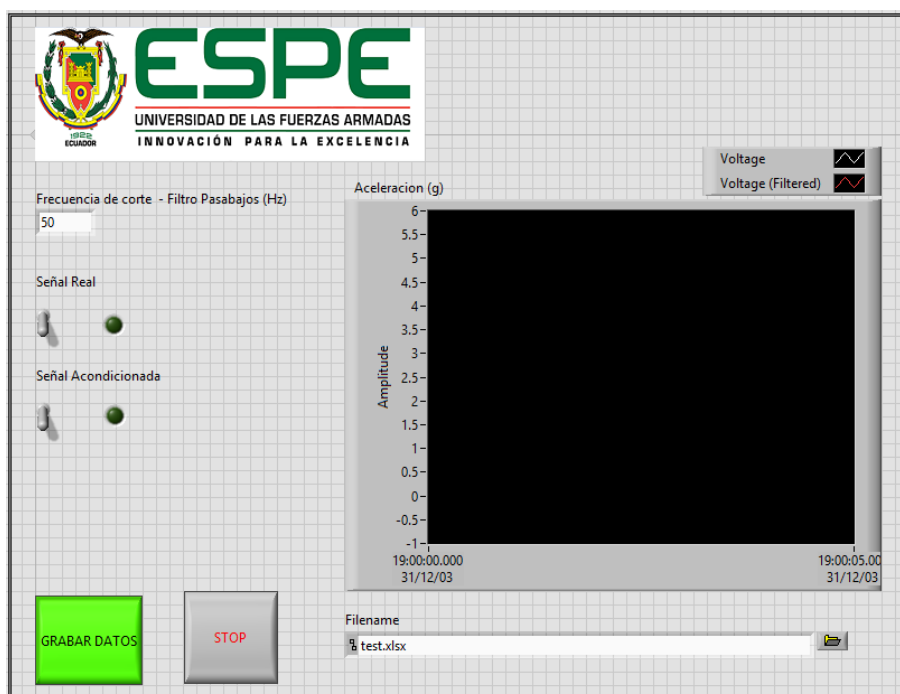 1922
ECUADOR
ESPE
UNIVERSIDAD DE LAS FUERZAS ARMADAS
INNOVACIÓN PARA LA EXCELENCIA
Voltage
Voltage (Filtered)
Frecuencia de corte - Filtro Pasabajos (Hz)
50
Señal Real
Señal Acondicionada
Aceleracion (g)
Amplitude
6
5.5
5
4.5
4
3.5
3
2.5
2
1.5
1
0.5
0
-0.5
-1
19:00:00.000
31/12/03
19:00:05.00
31/12/03
GRABAR DATOS
STOP
Filename
test.xlsx